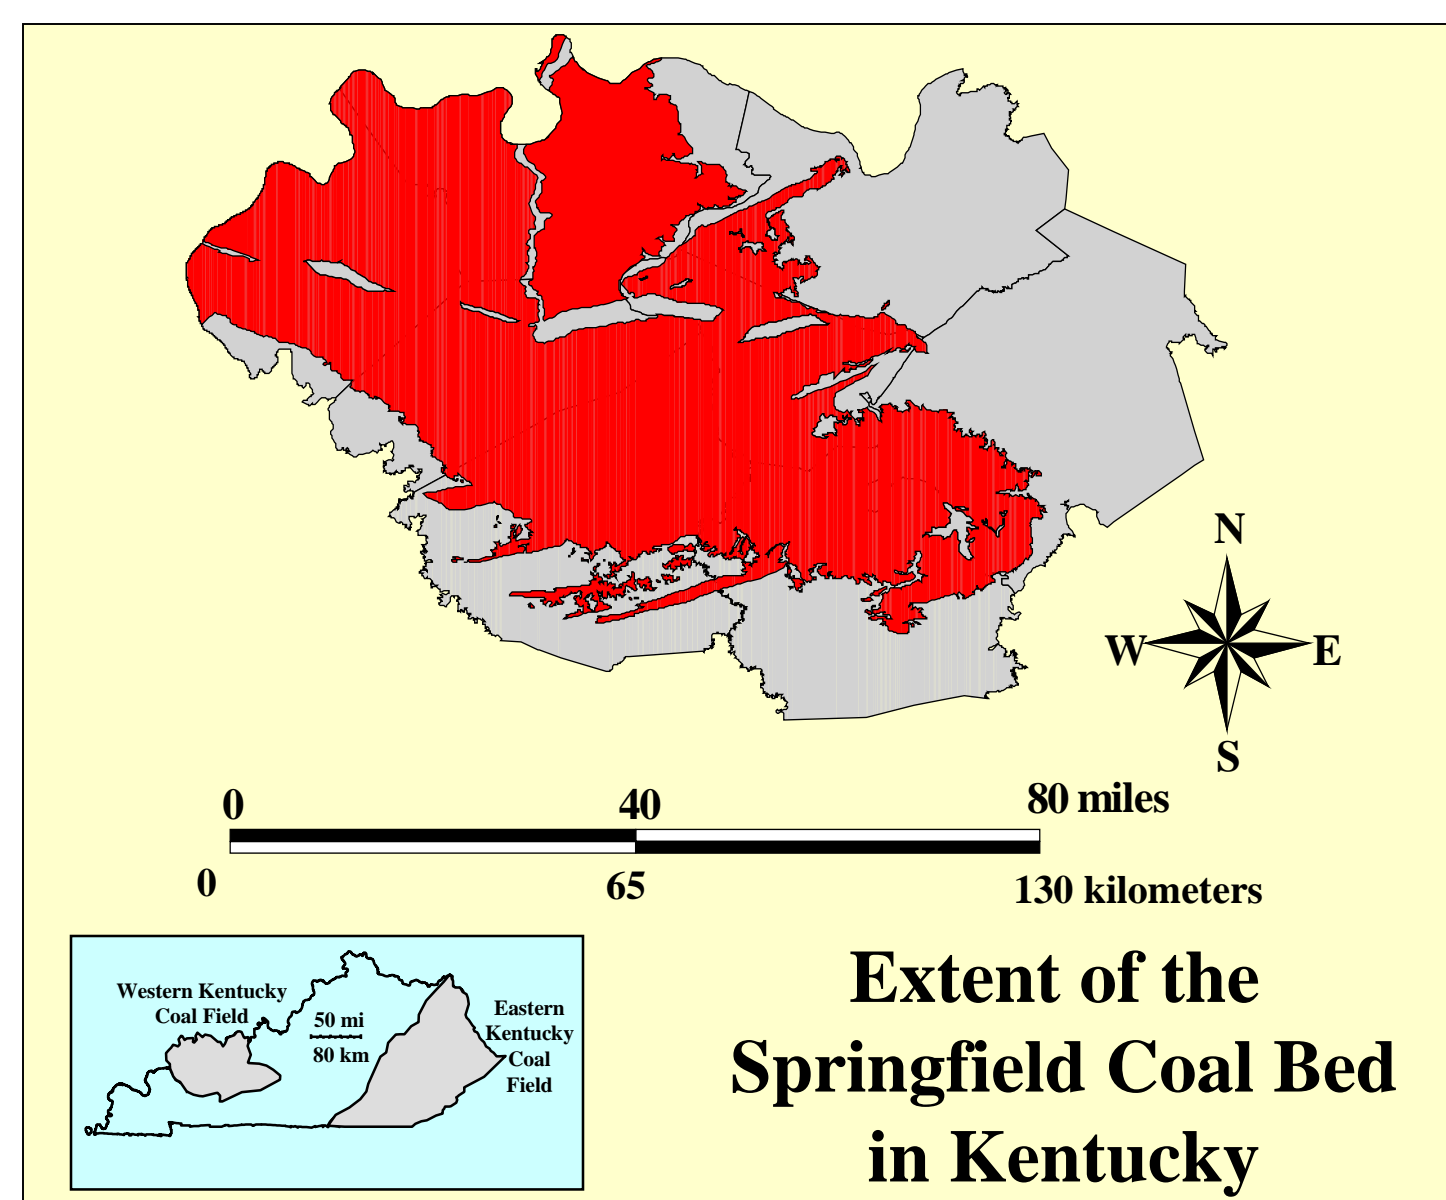 N
W E
S
0 40 80 miles
0 65 130 kilometers
Western Kentucky
Coal Field
50 mi
80 km
Eastern
Kentucky
Coal
Field
Extent of the
Springfield Coal Bed
in Kentucky